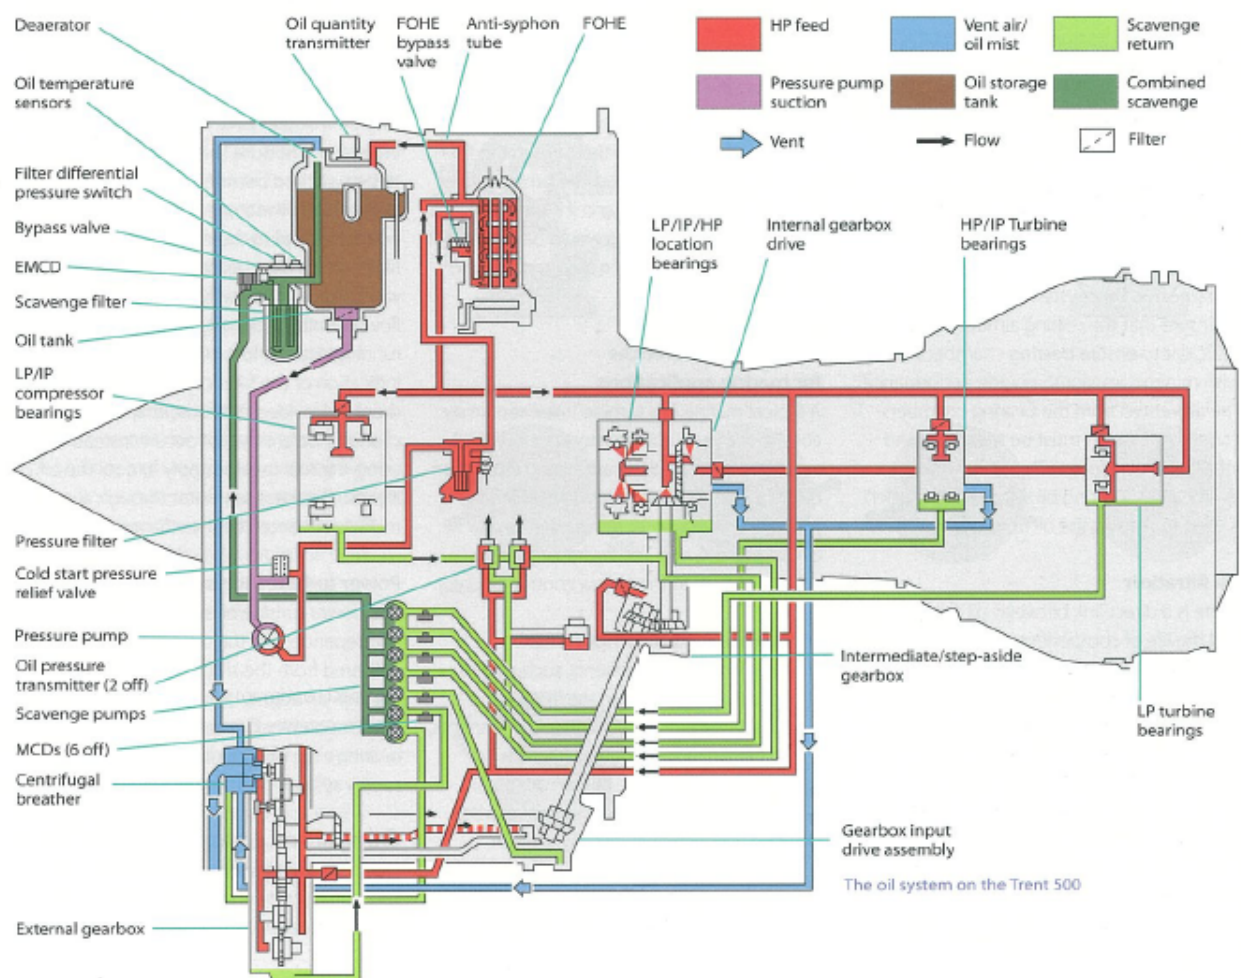 Deaerator
Oil quantity
transmitter
FOHE
bypass
valve
Anti-syphon
tube
FOHE
HP feed
Vent air/
oil mist
Scavenge
return
Pressure pump
suction
Oil storage
tank
Combined
scavenge
Vent
Flow
Filter
Oil temperature
sensors
Filter differential
pressure switch
Bypass valve
EMCD
Scavenge filter
Oil tank
LP/IP
compressor
bearings
LP/IP/HP
location
bearings
Internal gearbox
drive
HP/IP Turbine
bearings
Pressure filter
Cold start pressure
relief valve
Pressure pump
Oil pressure
transmitter (2 off)
Scavenge pumps
MCDs (6 off)
Centrifugal
breather
External gearbox
Intermediate/step-aside
gearbox
LP turbine
bearings
Gearbox input
drive assembly
The oil system on the Trent 500